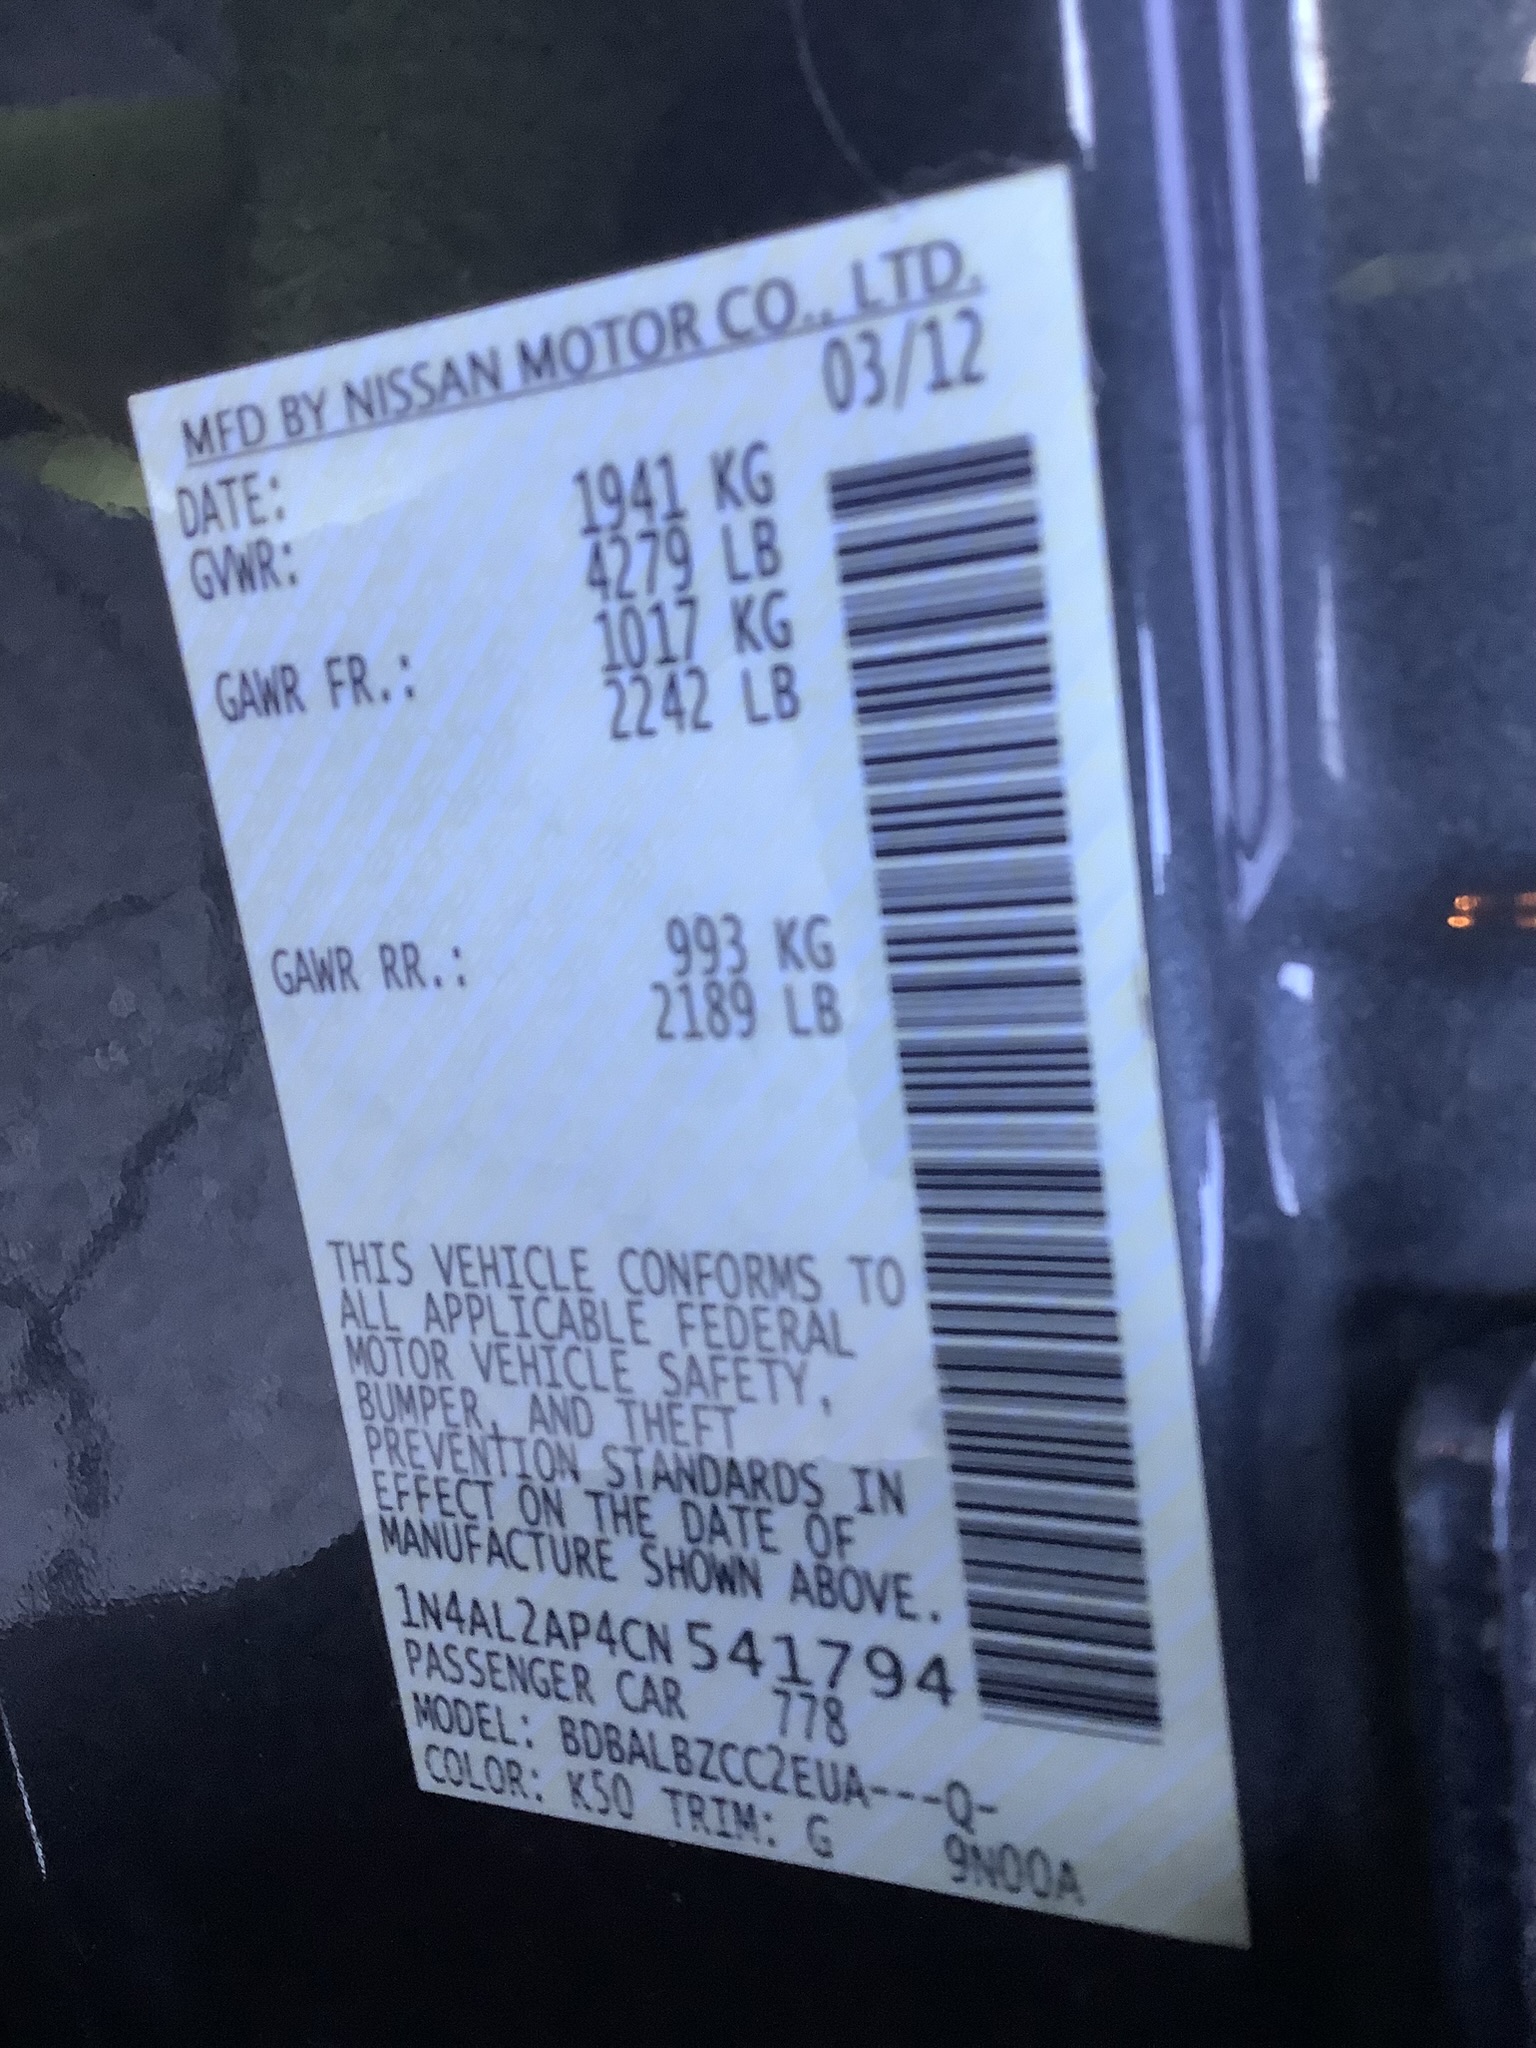 MFD BY NISSAN MOTOR CO., LTD.
DATE: 03/12
GVWR: 1941 KG
4279 LB
GAWR FR.: 1017 KG
2242 LB
GAWR RR.: 993 KG
2189 LB
THIS VEHICLE CONFORMS TO
ALL APPLICABLE FEDERAL
MOTOR VEHICLE SAFETY,
BUMPER, AND THEFT
PREVENTION STANDARDS IN
EFFECT ON THE DATE OF
MANUFACTURE SHOWN ABOVE.
1N4AL2AP4CN541794
PASSENGER CAR 778
MODEL: BDBALBZCC2EUA---Q-
COLOR: K50 TRIM: G 9N00A